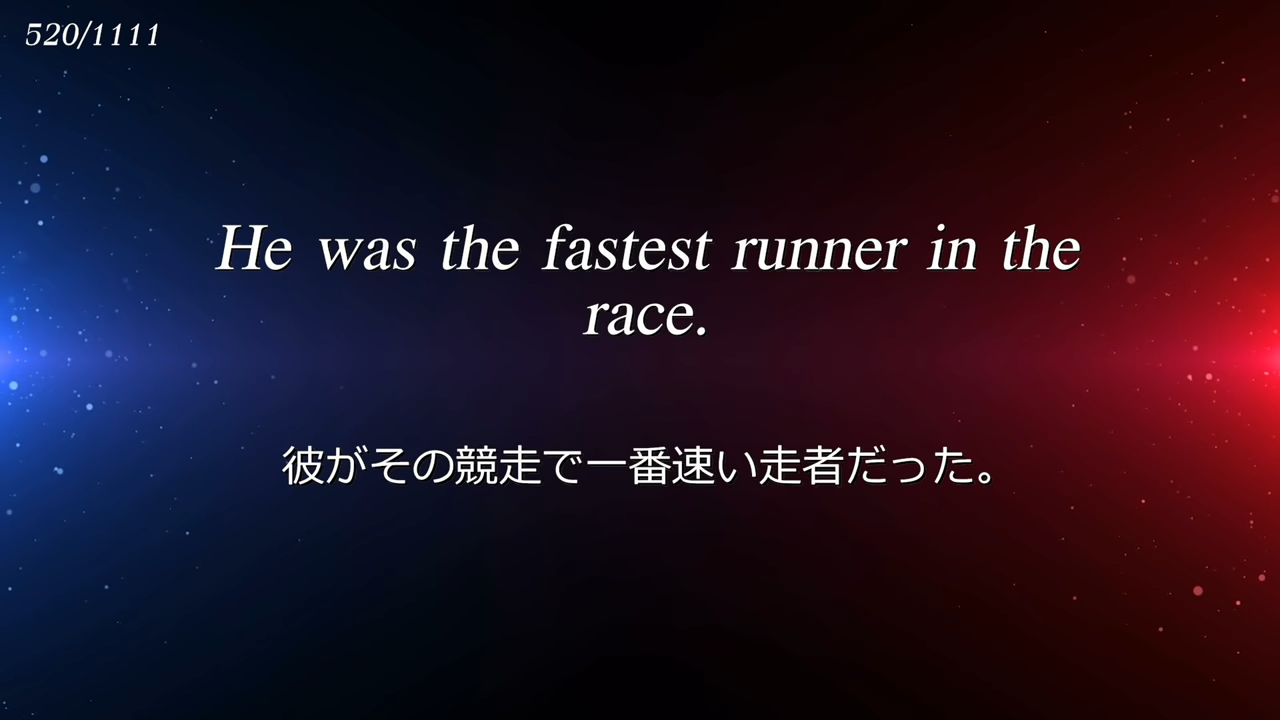 520/1111
He was the fastest runner in the
race.
彼がその競走で一番速い走者だった。